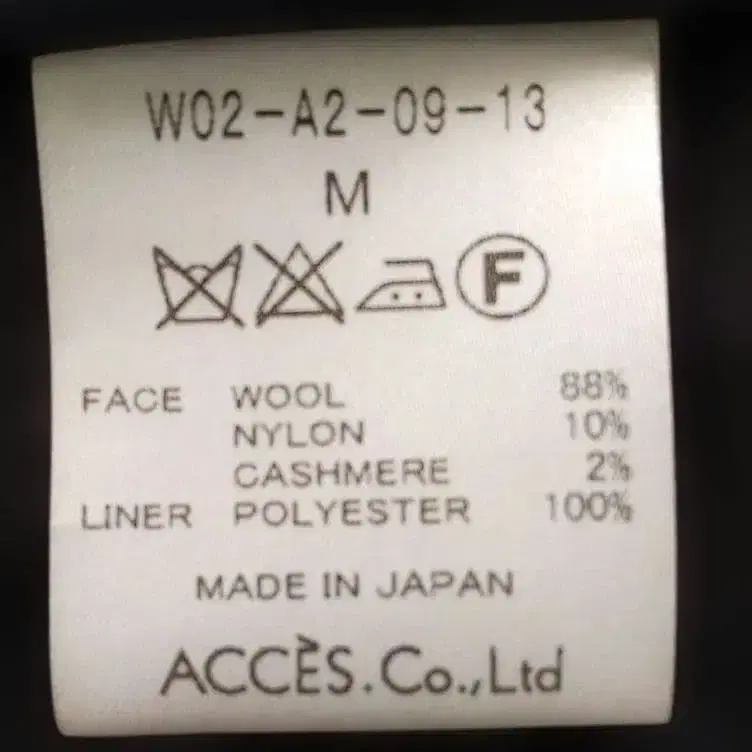 W02-A2-09-13
M
F
FACE WOOL 88%
NYLON 10%
CASHMERE 2%
LINER POLYESTER 100%
MADE IN JAPAN
ACCÈS.Co.,Ltd